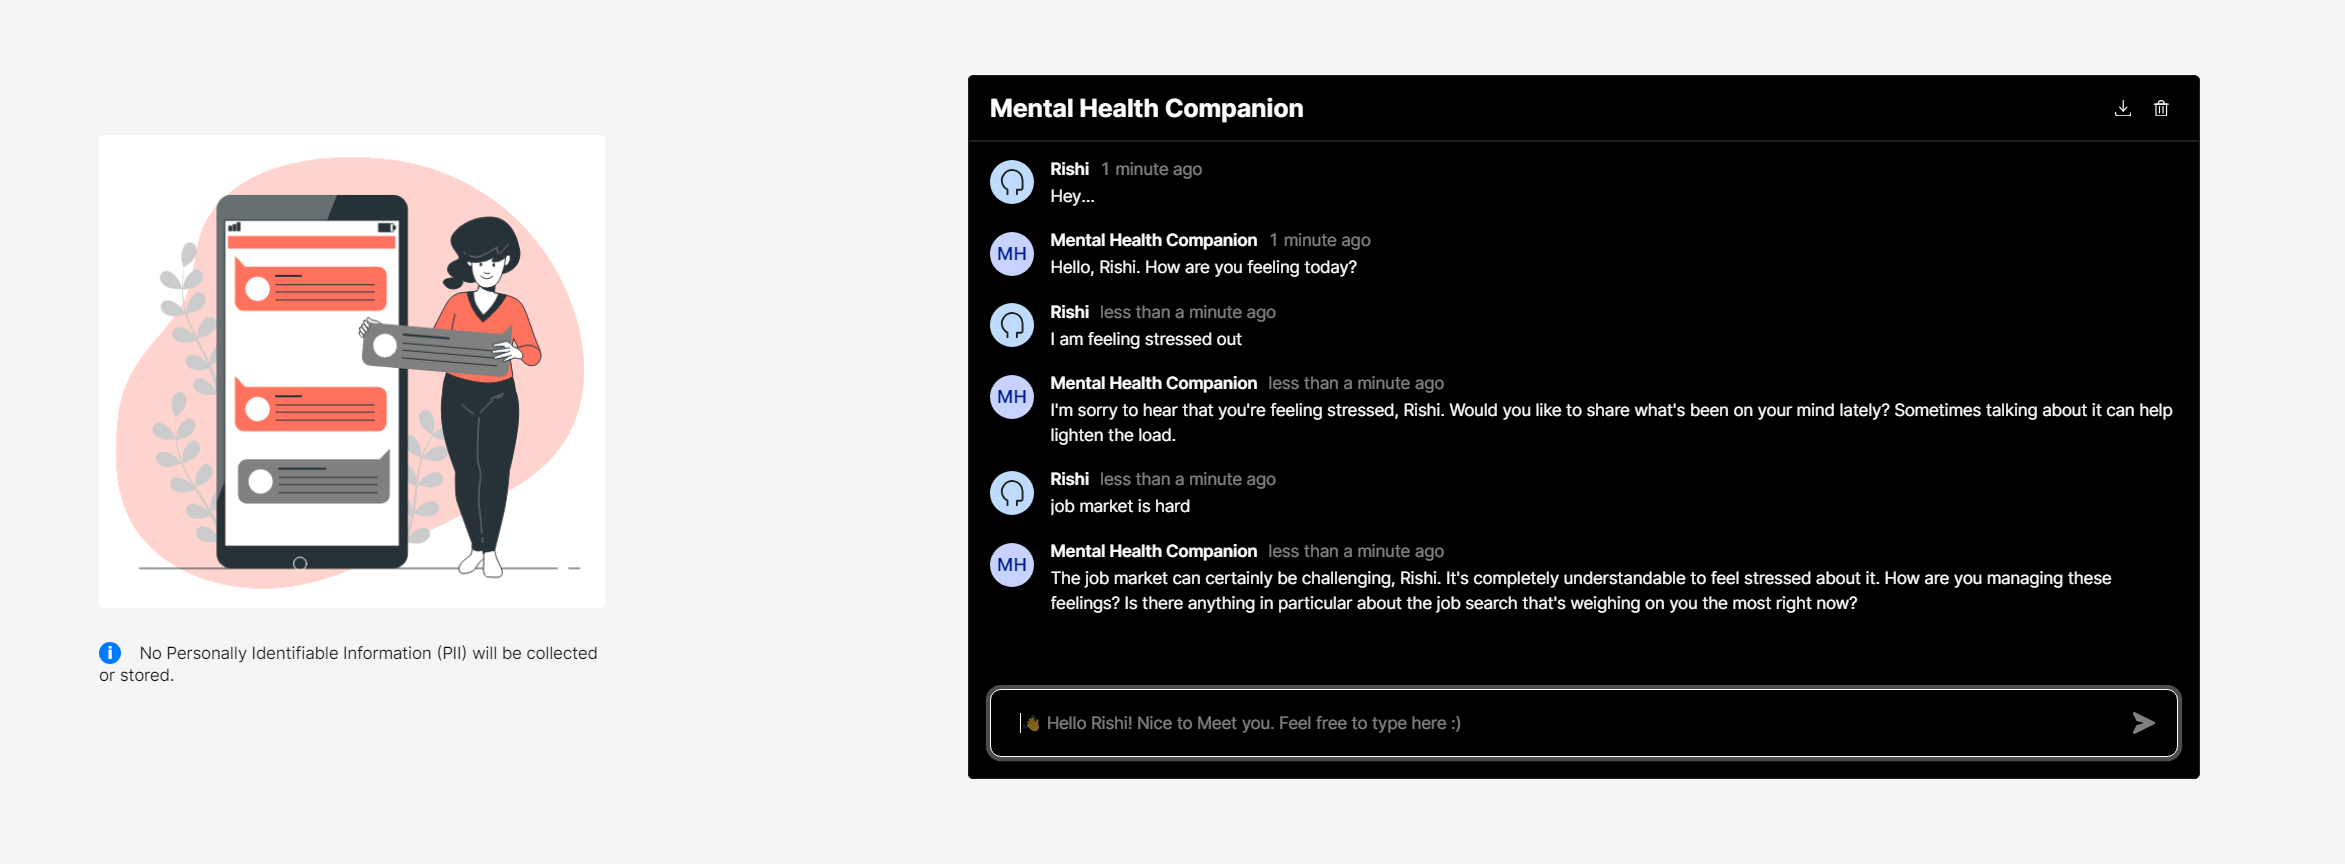 Mental Health Companion
Rishi 1 minute ago
Hey...
MH
Mental Health Companion 1 minute ago
Hello, Rishi. How are you feeling today?
Rishi less than a minute ago
I am feeling stressed out
MH
Mental Health Companion less than a minute ago
I'm sorry to hear that you're feeling stressed, Rishi. Would you like to share what's been on your mind lately? Sometimes talking about it can help
lighten the load.
Rishi less than a minute ago
job market is hard
MH
Mental Health Companion less than a minute ago
The job market can certainly be challenging, Rishi. It's completely understandable to feel stressed about it. How are you managing these
feelings? Is there anything in particular about the job search that's weighing on you the most right now?
👋 Hello Rishi! Nice to Meet you. Feel free to type here :)
No Personally Identifiable Information (PII) will be collected
or stored.